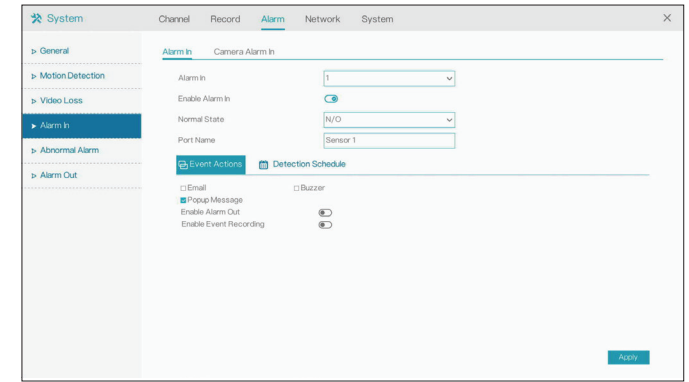 System
Channel Record Alarm Network System
General
Motion Detection
Video Loss
Alarm In
Abnormal Alarm
Alarm Out
Alarm In Camera Alarm In
Alarm in 1
Enable Alarm In
Normal State N/O
Port Name Sensor 1
Event Actions Detection Schedule
Email Buzzer
Popup Message
Enable Alarm Out
Enable Event Recording
Apply